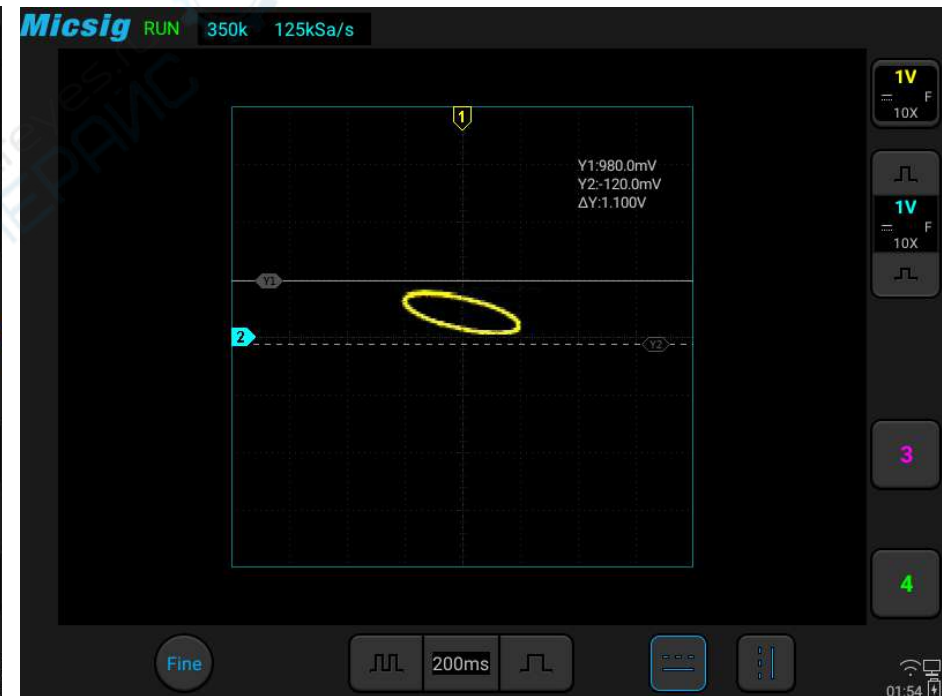 Micsig RUN 350k 125kSa/s
1V
F
10X
1
Y1:980.0mV
Y2:-120.0mV
ΔY:1.100V
1V
F
10X
Y1
2
Y2
3
4
Fine
200ms
01:54